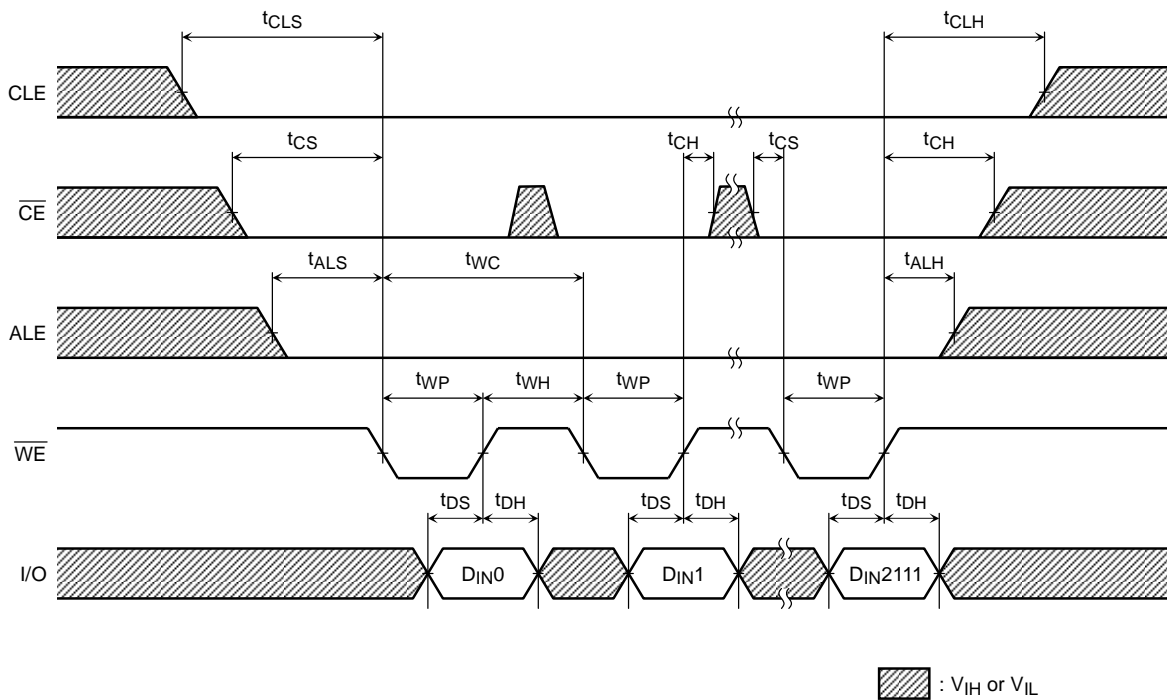 tCLS tCLH
CLE
tCS tCH tCS tCH
CE
tALS tWC tALH
ALE
tWP tWH tWP tWP
WE
tDS tDH tDS tDH tDS tDH
I/O DIN0 DIN1 DIN2111
: VIH or VIL